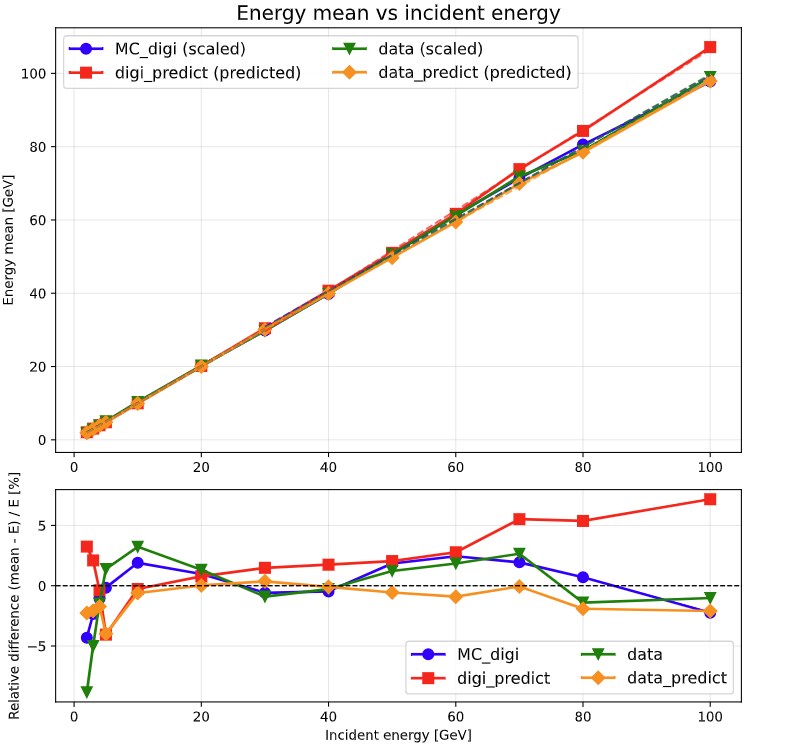 Energy mean vs incident energy
MC_digi (scaled)
digi_predict (predicted)
data (scaled)
data_predict (predicted)
Energy mean [GeV]
100
80
60
40
20
0
0 20 40 60 80 100
Relative difference (mean - E) / E [%]
5
0
−5
MC_digi
digi_predict
data
data_predict
0 20 40 60 80 100
Incident energy [GeV]